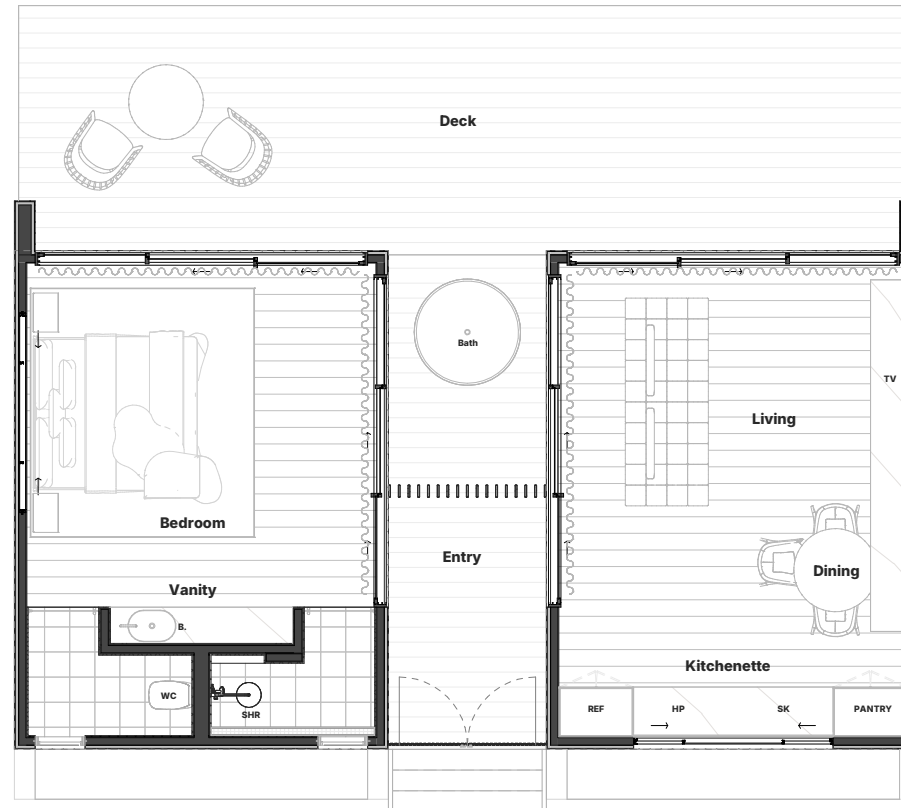 Deck
Bath
TV
Living
Bedroom
Entry
Dining
Vanity
B.
Kitchenette
WC
SHR
REF
HP
SK
PANTRY